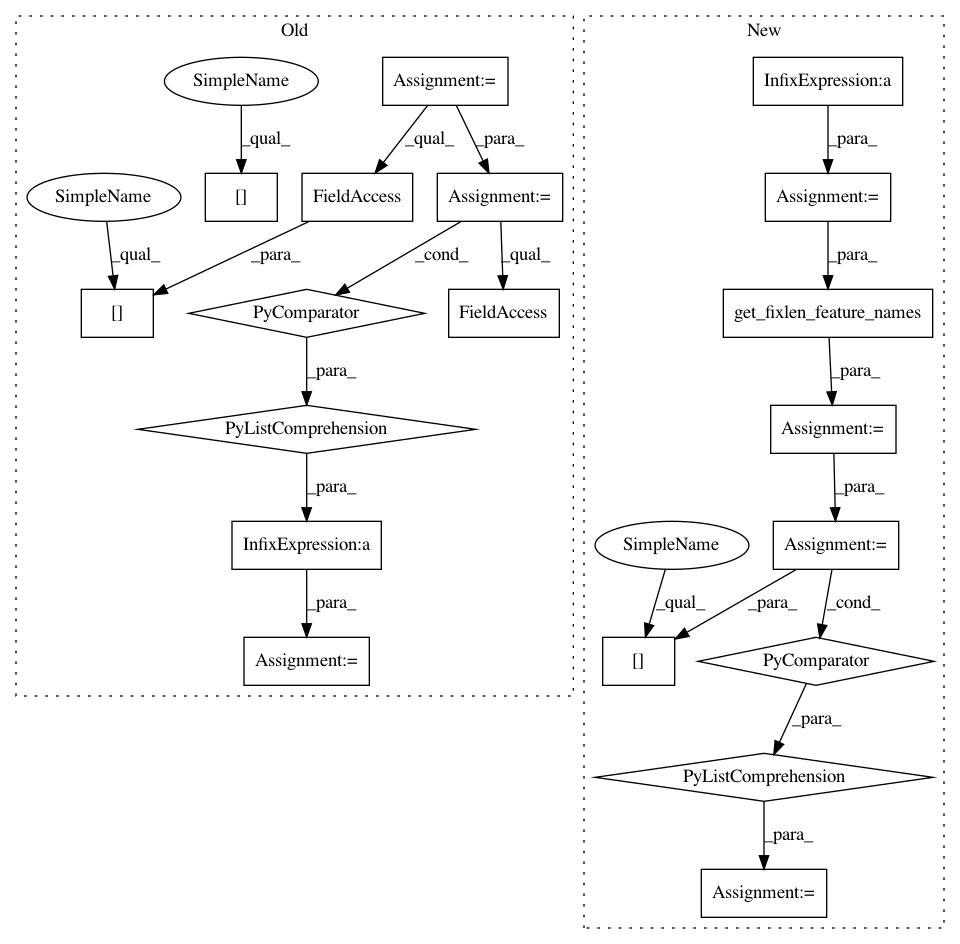 Old
New
SimpleName
Assignment:=
InfixExpression:a
_qual_
_qual_
_para_
_para_
SimpleName
[]
FieldAccess
Assignment:=
Assignment:=
_qual_
_para_
_cond_
_qual_
_para_
[]
PyComparator
FieldAccess
get_fixlen_feature_names
_para_
_para_
PyListComprehension
Assignment:=
_para_
_para_
InfixExpression:a
SimpleName
Assignment:=
_para_
_qual_
_para_
_cond_
Assignment:=
[]
PyComparator
_para_
PyListComprehension
_para_
Assignment:=